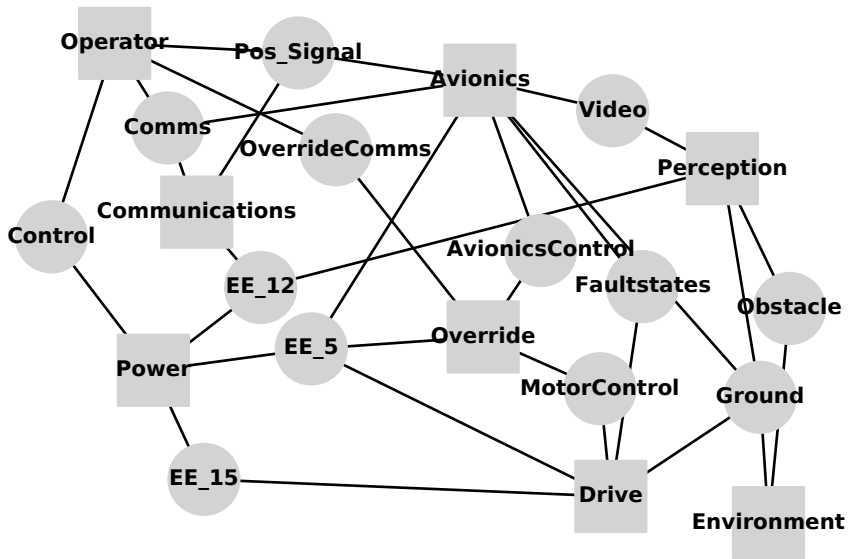 Operator
Pos_Signal
Avionics
Video
Comms
OverrideComms
Perception
Communications
Control
AvionicsControl
EE_12
Faultstates
Obstacle
Override
EE_5
Power
MotorControl
Ground
EE_15
Drive
Environment